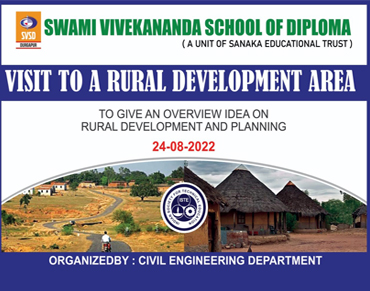 SVSD
DURGAPUR
SWAMI VIVEKANANDA SCHOOL OF DIPLOMA
( A UNIT OF SANAKA EDUCATIONAL TRUST )
VISIT TO A RURAL DEVELOPMENT AREA
TO GIVE AN OVERVIEW IDEA ON
RURAL DEVELOPMENT AND PLANNING
24-08-2022
ISTE
ORGANIZEDBY : CIVIL ENGINEERING DEPARTMENT